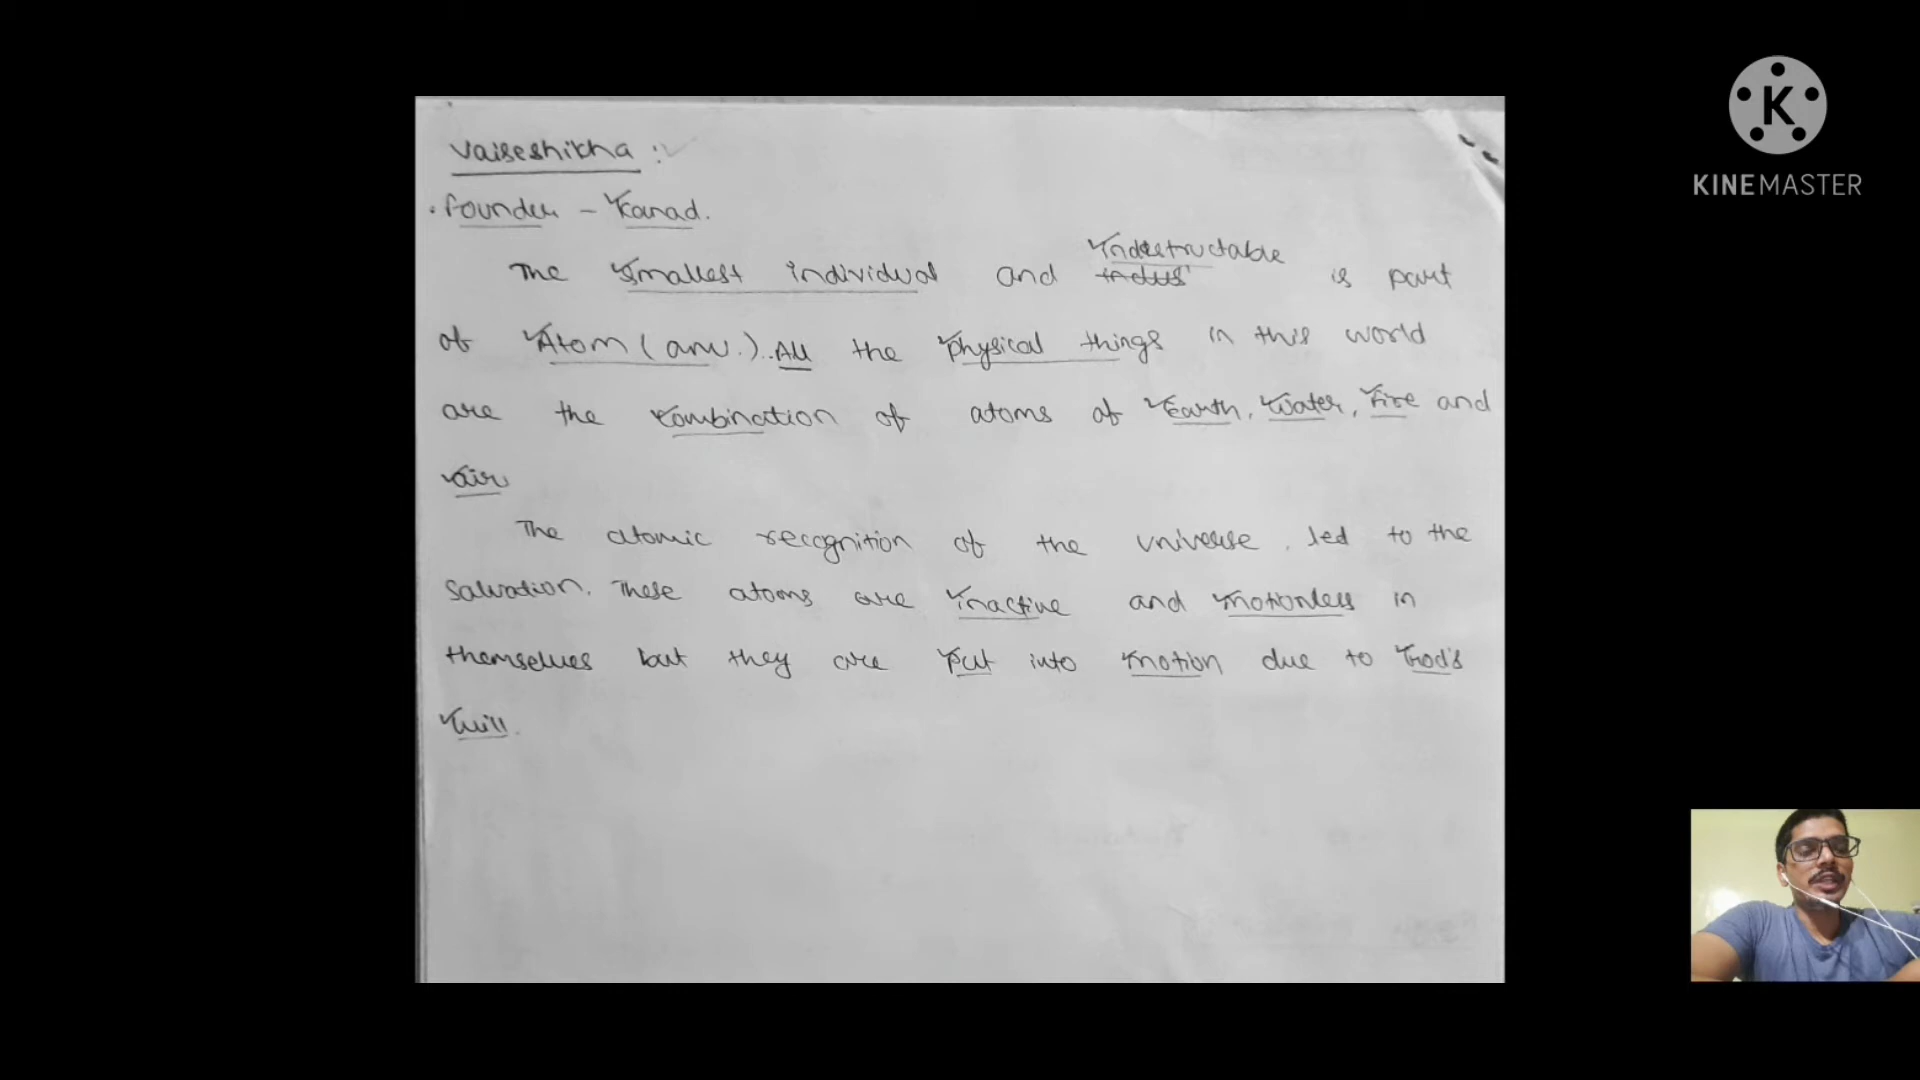 Vaiseshikha :
KINEMASTER
. founder - Kanad.
Indestructable
The smallest individual and indus is part
of Atom (anu.). All the physical things in this world
are the combination of atoms of Earth, Water, Fire and
air
The atomic recognition of the universe . led to the
Salvation. These atoms are inactive and motionless in
themselves but they are put into motion due to God's
will.